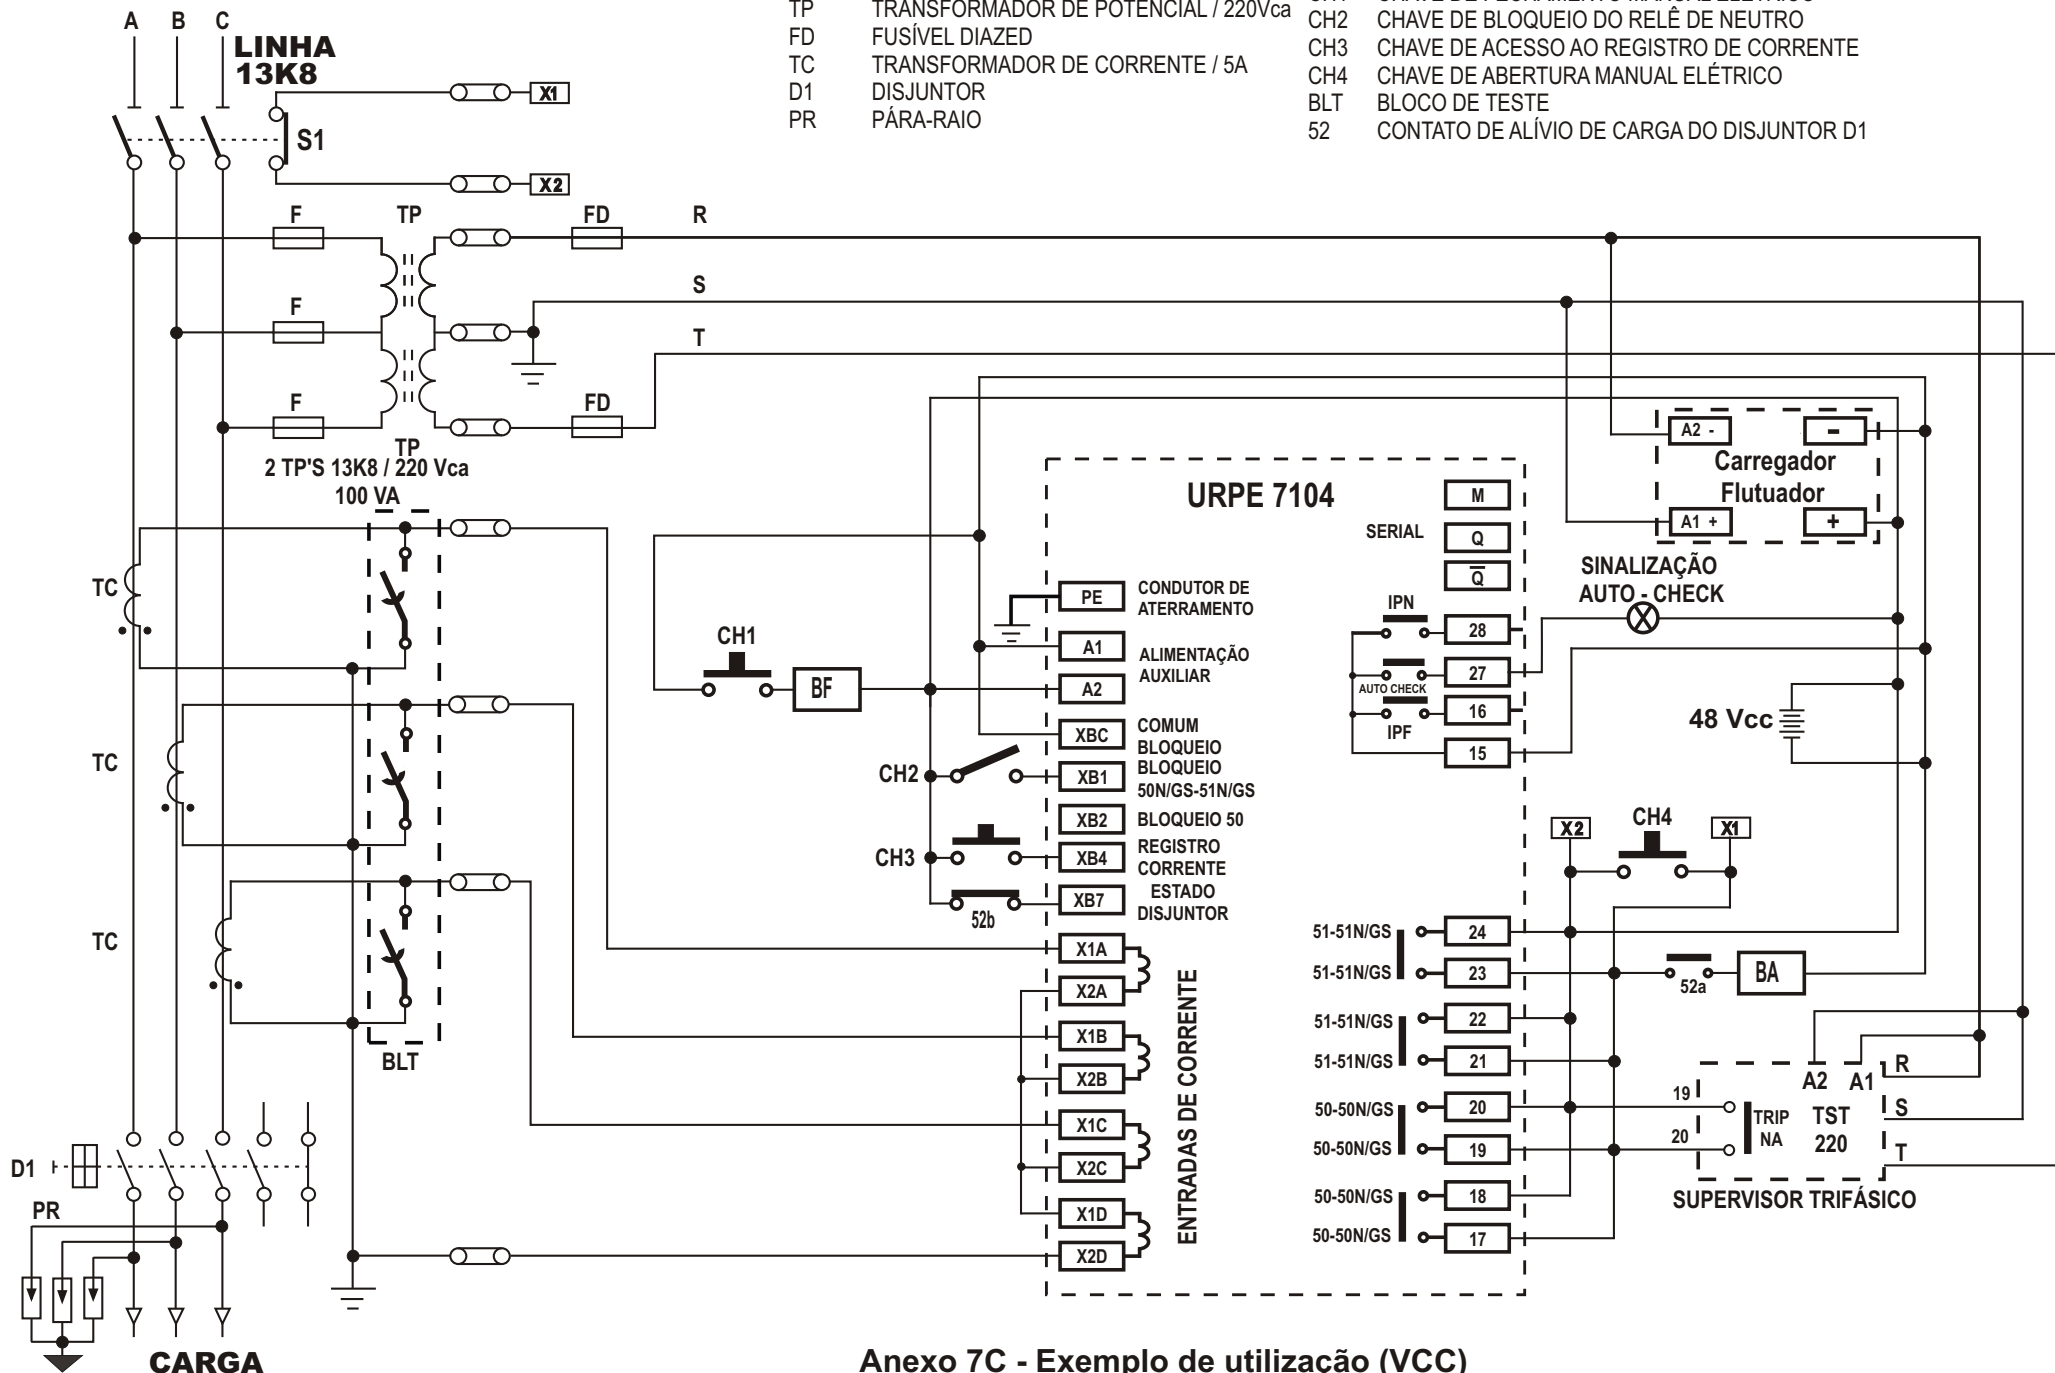 TP TRANSFORMADOR DE POTENCIAL / 220Vca
FD FUSÍVEL DIAZED
TC TRANSFORMADOR DE CORRENTE / 5A
D1 DISJUNTOR
PR PÁRA-RAIO
CH1 CHAVE DE FECHAMENTO MANUAL ELÉTRICO
CH2 CHAVE DE BLOQUEIO DO RELÊ DE NEUTRO
CH3 CHAVE DE ACESSO AO REGISTRO DE CORRENTE
CH4 CHAVE DE ABERTURA MANUAL ELÉTRICO
BLT BLOCO DE TESTE
52 CONTATO DE ALÍVIO DE CARGA DO DISJUNTOR D1
A B C
LINHA
13K8
X1
S1
X2
F TP FD R
F S
T
F FD
TP
2 TP'S 13K8 / 220 Vca
100 VA
TC
TC
TC
BLT
D1
PR
CARGA
CH1
BF
CH2
CH3
52b
URPE 7104
SERIAL
M
Q
Q̅
PE CONDUTOR DE
ATERRAMENTO
A1 ALIMENTAÇÃO
A2 AUXILIAR
XBC COMUM
BLOQUEIO
XB1 BLOQUEIO
50N/GS-51N/GS
XB2 BLOQUEIO 50
XB4 REGISTRO
CORRENTE
XB7 ESTADO
DISJUNTOR
X1A
X2A
X1B
X2B
X1C
X2C
X1D
X2D
ENTRADAS DE CORRENTE
IPN 28
27
AUTO CHECK
16
IPF
15
51-51N/GS 24
51-51N/GS 23
51-51N/GS 22
51-51N/GS 21
50-50N/GS 20
50-50N/GS 19
50-50N/GS 18
50-50N/GS 17
A2 - -
Carregador
Flutuador
A1 + +
SINALIZAÇÃO
AUTO - CHECK
48 Vcc
X2 CH4 X1
52a BA
A2 A1 R
19 TRIP TST S
20 NA 220 T
SUPERVISOR TRIFÁSICO
Anexo 7C - Exemplo de utilização (VCC)